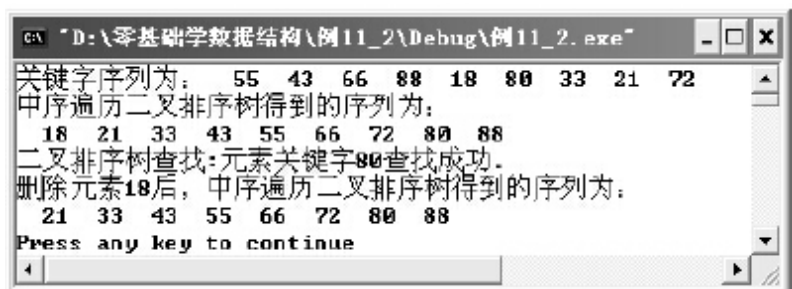 "D:\零基础学数据结构\例11_2\Debug\例11_2.exe"
关键字序列为： 55 43 66 88 18 80 33 21 72
中序遍历二叉排序树得到的序列为：
18 21 33 43 55 66 72 80 88
二叉排序树查找:元素关键字80查找成功.
删除元素18后，中序遍历二叉排序树得到的序列为：
21 33 43 55 66 72 80 88
Press any key to continue